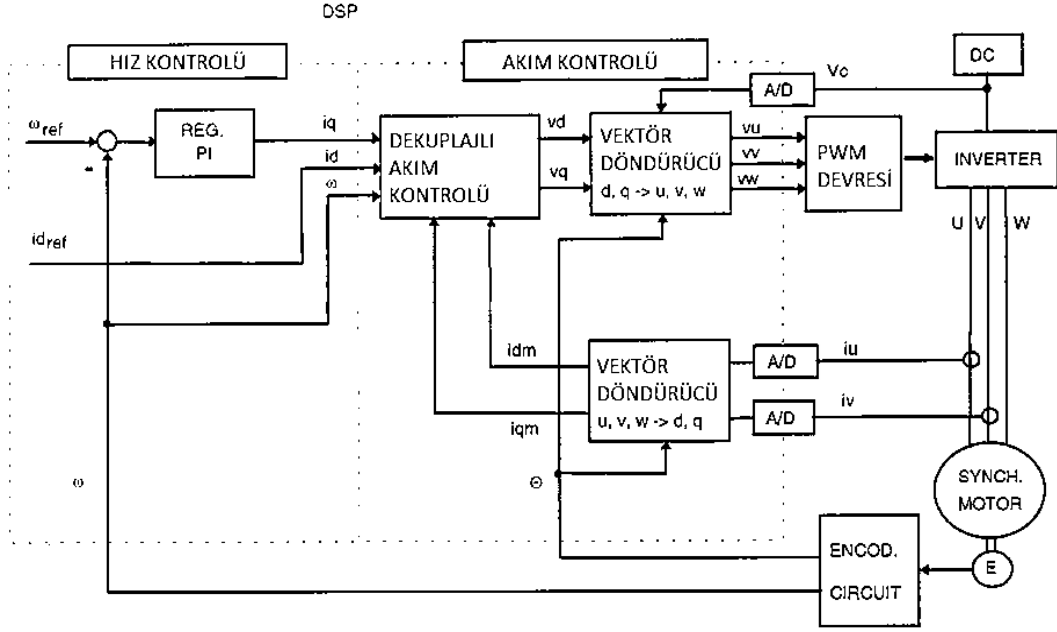 DSP
HIZ KONTROLÜ
AKIM KONTROLÜ
DC
Vc
A/D
ωref
REG.
PI
iq
id
ω
DEKUPLAJLI
AKIM
KONTROLÜ
vd
vq
VEKTÖR
DÖNDÜRÜCÜ
d, q -> u, v, w
vu
vv
vw
PWM
DEVRESİ
INVERTER
U V W
-
idref
idm
iqm
VEKTÖR
DÖNDÜRÜCÜ
u, v, w -> d, q
A/D
iu
A/D
iv
ω
Θ
SYNCH.
MOTOR
E
ENCOD.
CIRCUIT